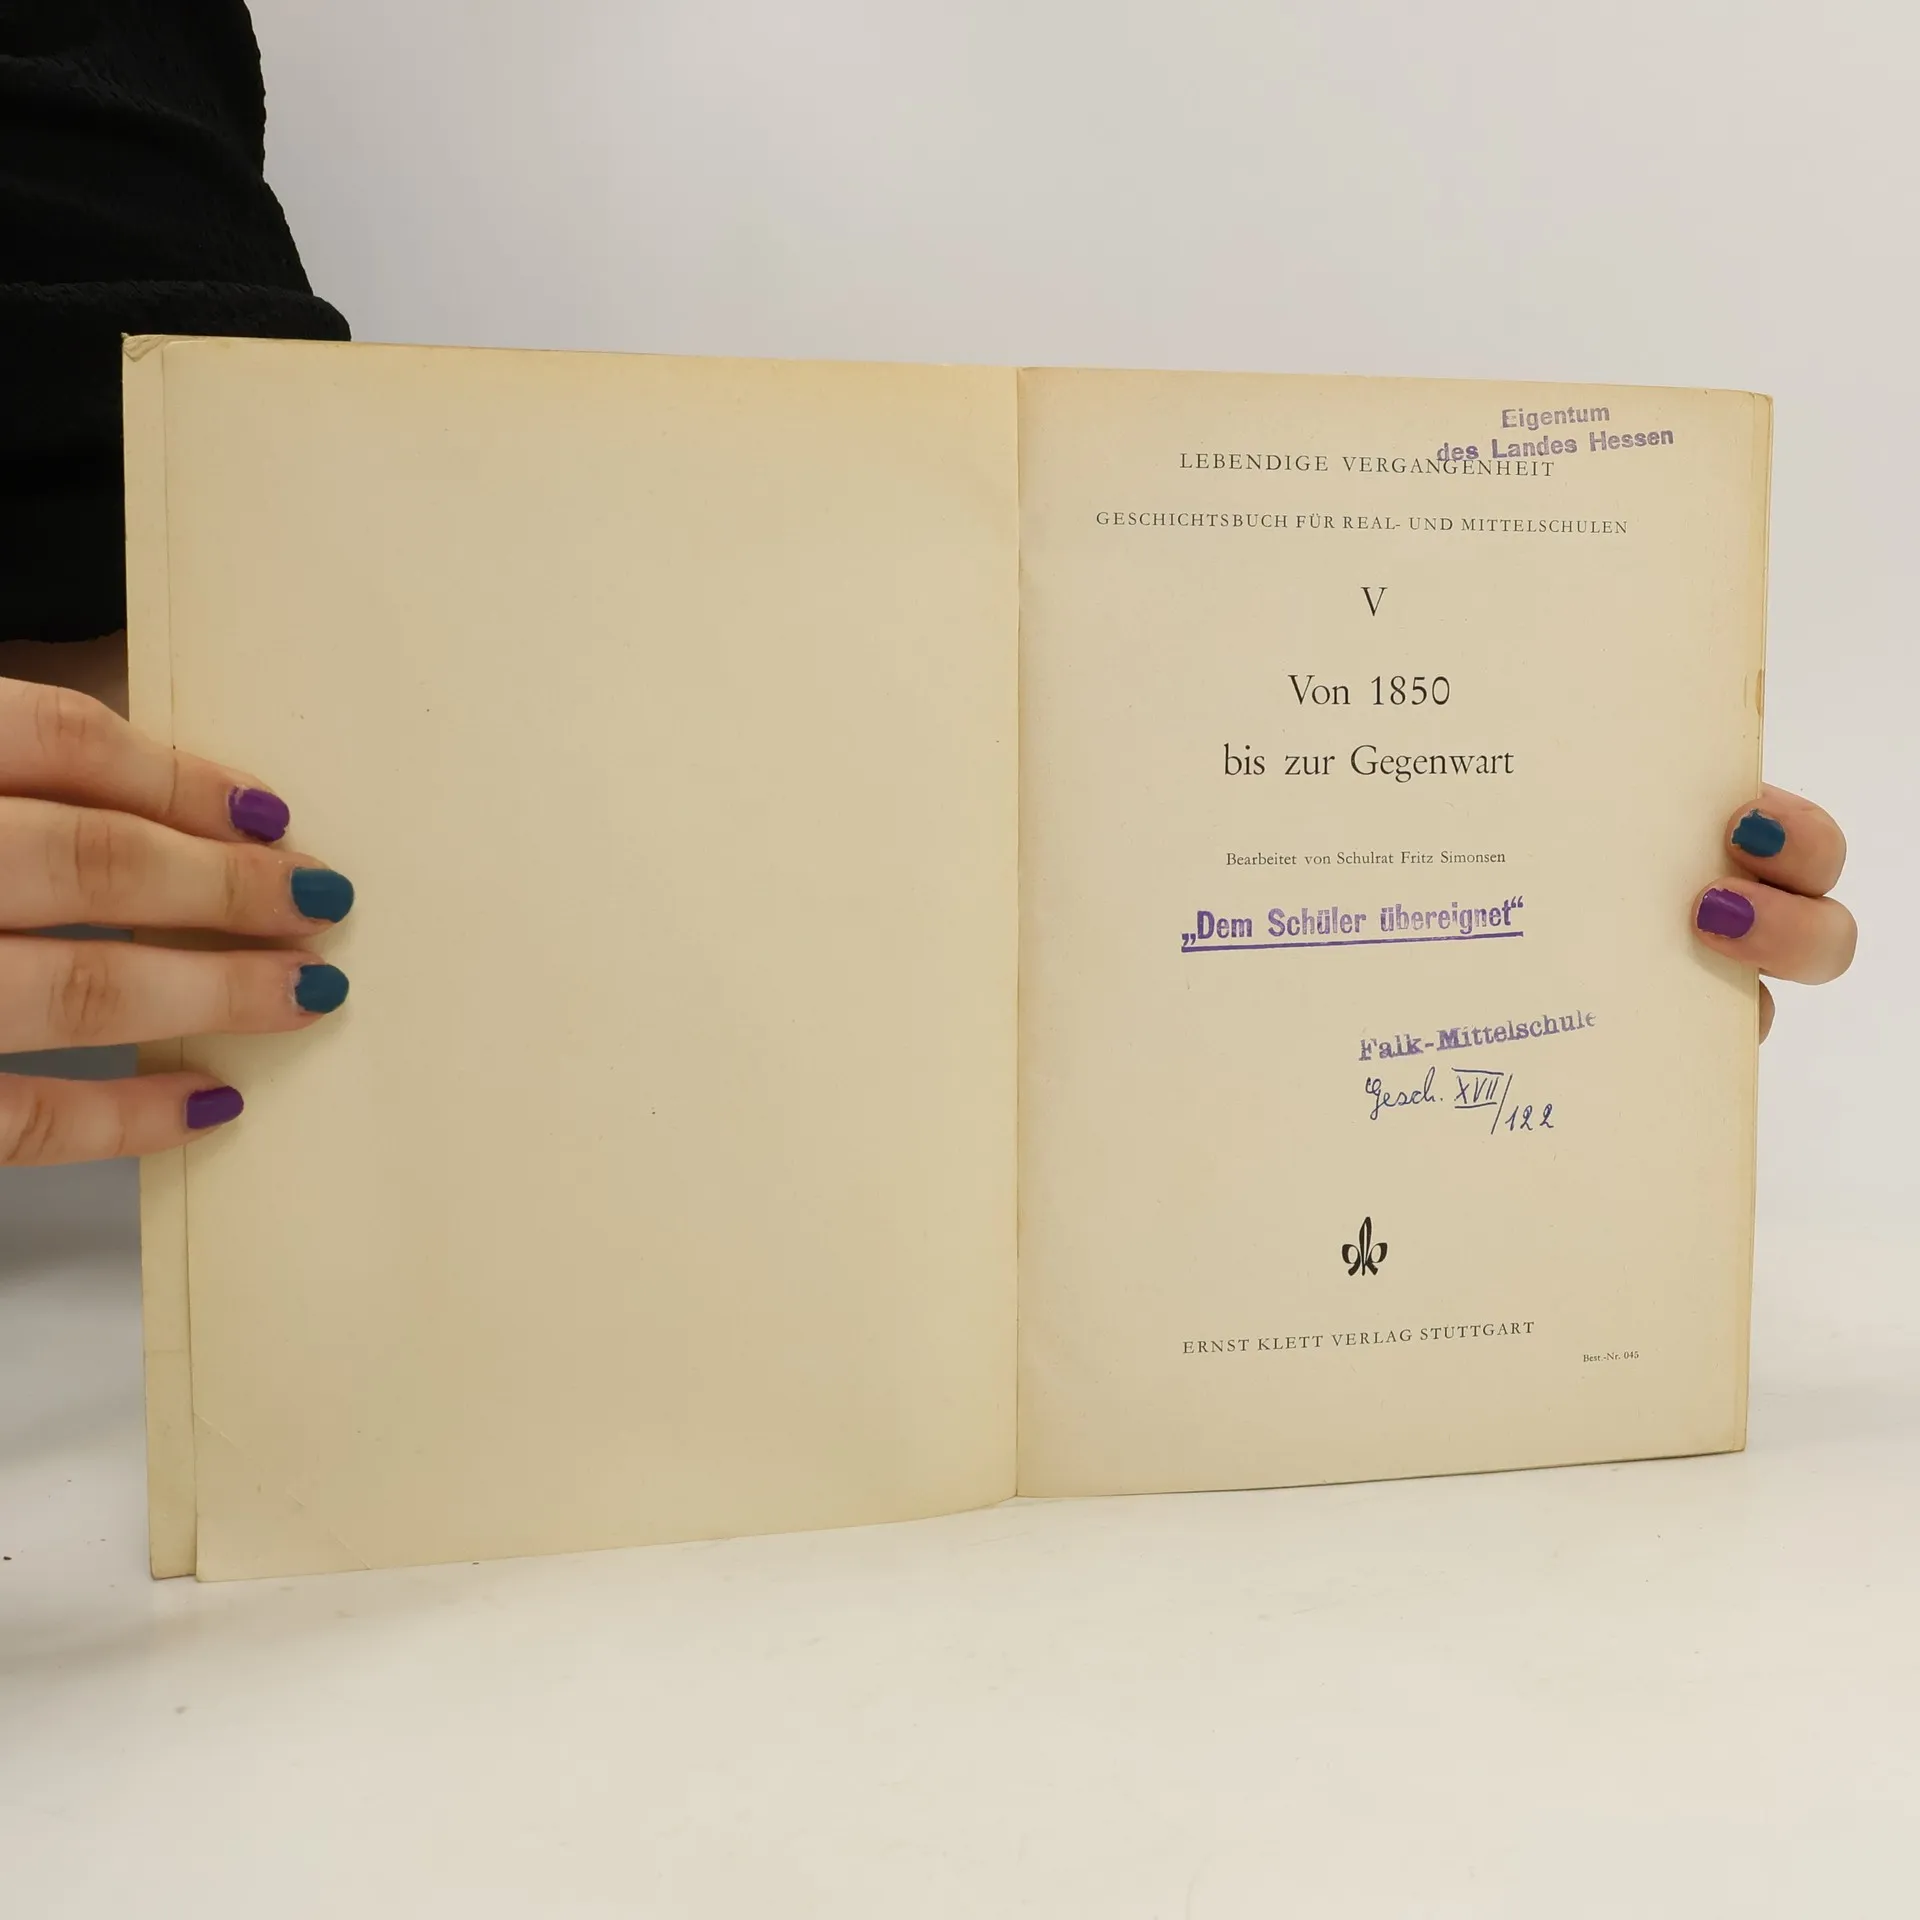 Eigentum
des Landes Hessen
LEBENDIGE VERGANGENHEIT
GESCHICHTSBUCH FÜR REAL- UND MITTELSCHULEN
V
Von 1850
bis zur Gegenwart
Bearbeitet von Schulrat Fritz Simonsen
„Dem Schüler übereignet“
Falk-Mittelschule
Gesch. XVII/122
ERNST KLETT VERLAG STUTTGART
Best.-Nr. 045